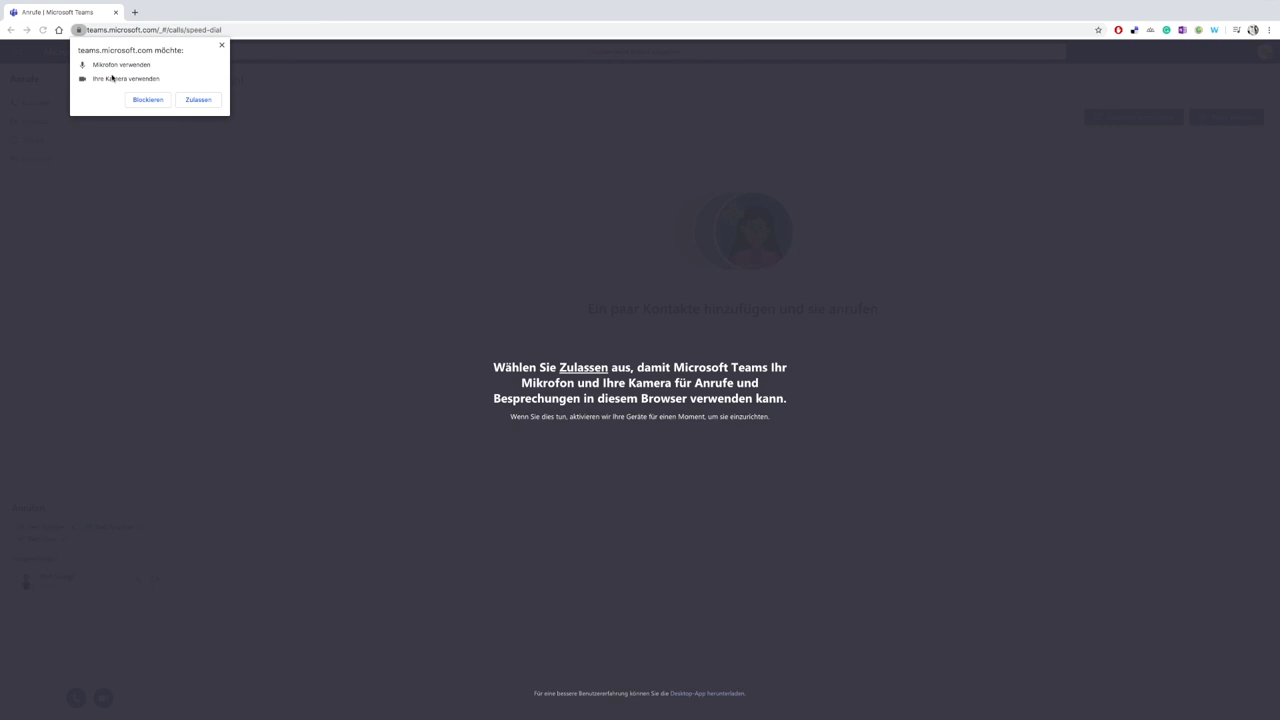 Anrufe | Microsoft Teams
teams.microsoft.com/_#/calls/speed-dial
teams.microsoft.com möchte:
Mikrofon verwenden
Ihre Kamera verwenden
Blockieren
Zulassen
Anrufe
Ein paar Kontakte hinzufügen und sie anrufen
Wählen Sie Zulassen aus, damit Microsoft Teams Ihr
Mikrofon und Ihre Kamera für Anrufe und
Besprechungen in diesem Browser verwenden kann.
Wenn Sie dies tun, aktivieren wir Ihre Geräte für einen Moment, um sie einzurichten.
Für eine bessere Benutzererfahrung können Sie die Desktop-App herunterladen.